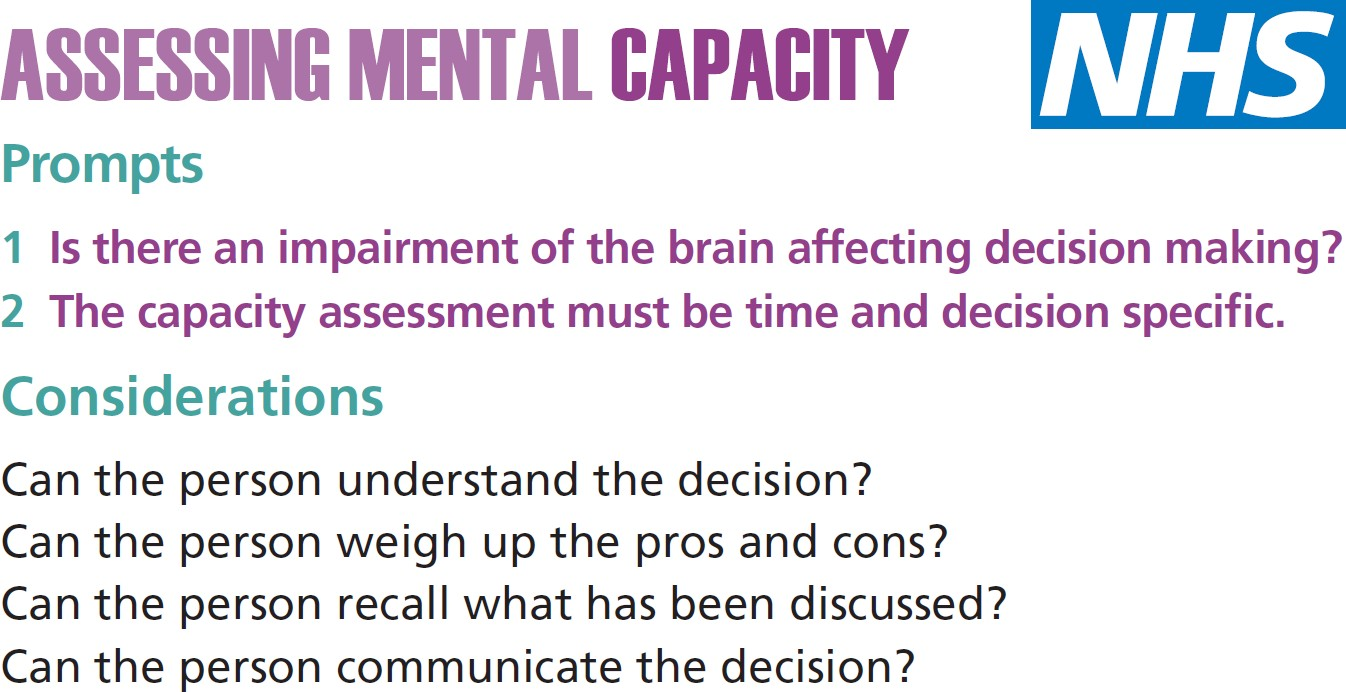 ASSESSING MENTAL CAPACITY
NHS
Prompts
1 Is there an impairment of the brain affecting decision making?
2 The capacity assessment must be time and decision specific.
Considerations
Can the person understand the decision?
Can the person weigh up the pros and cons?
Can the person recall what has been discussed?
Can the person communicate the decision?